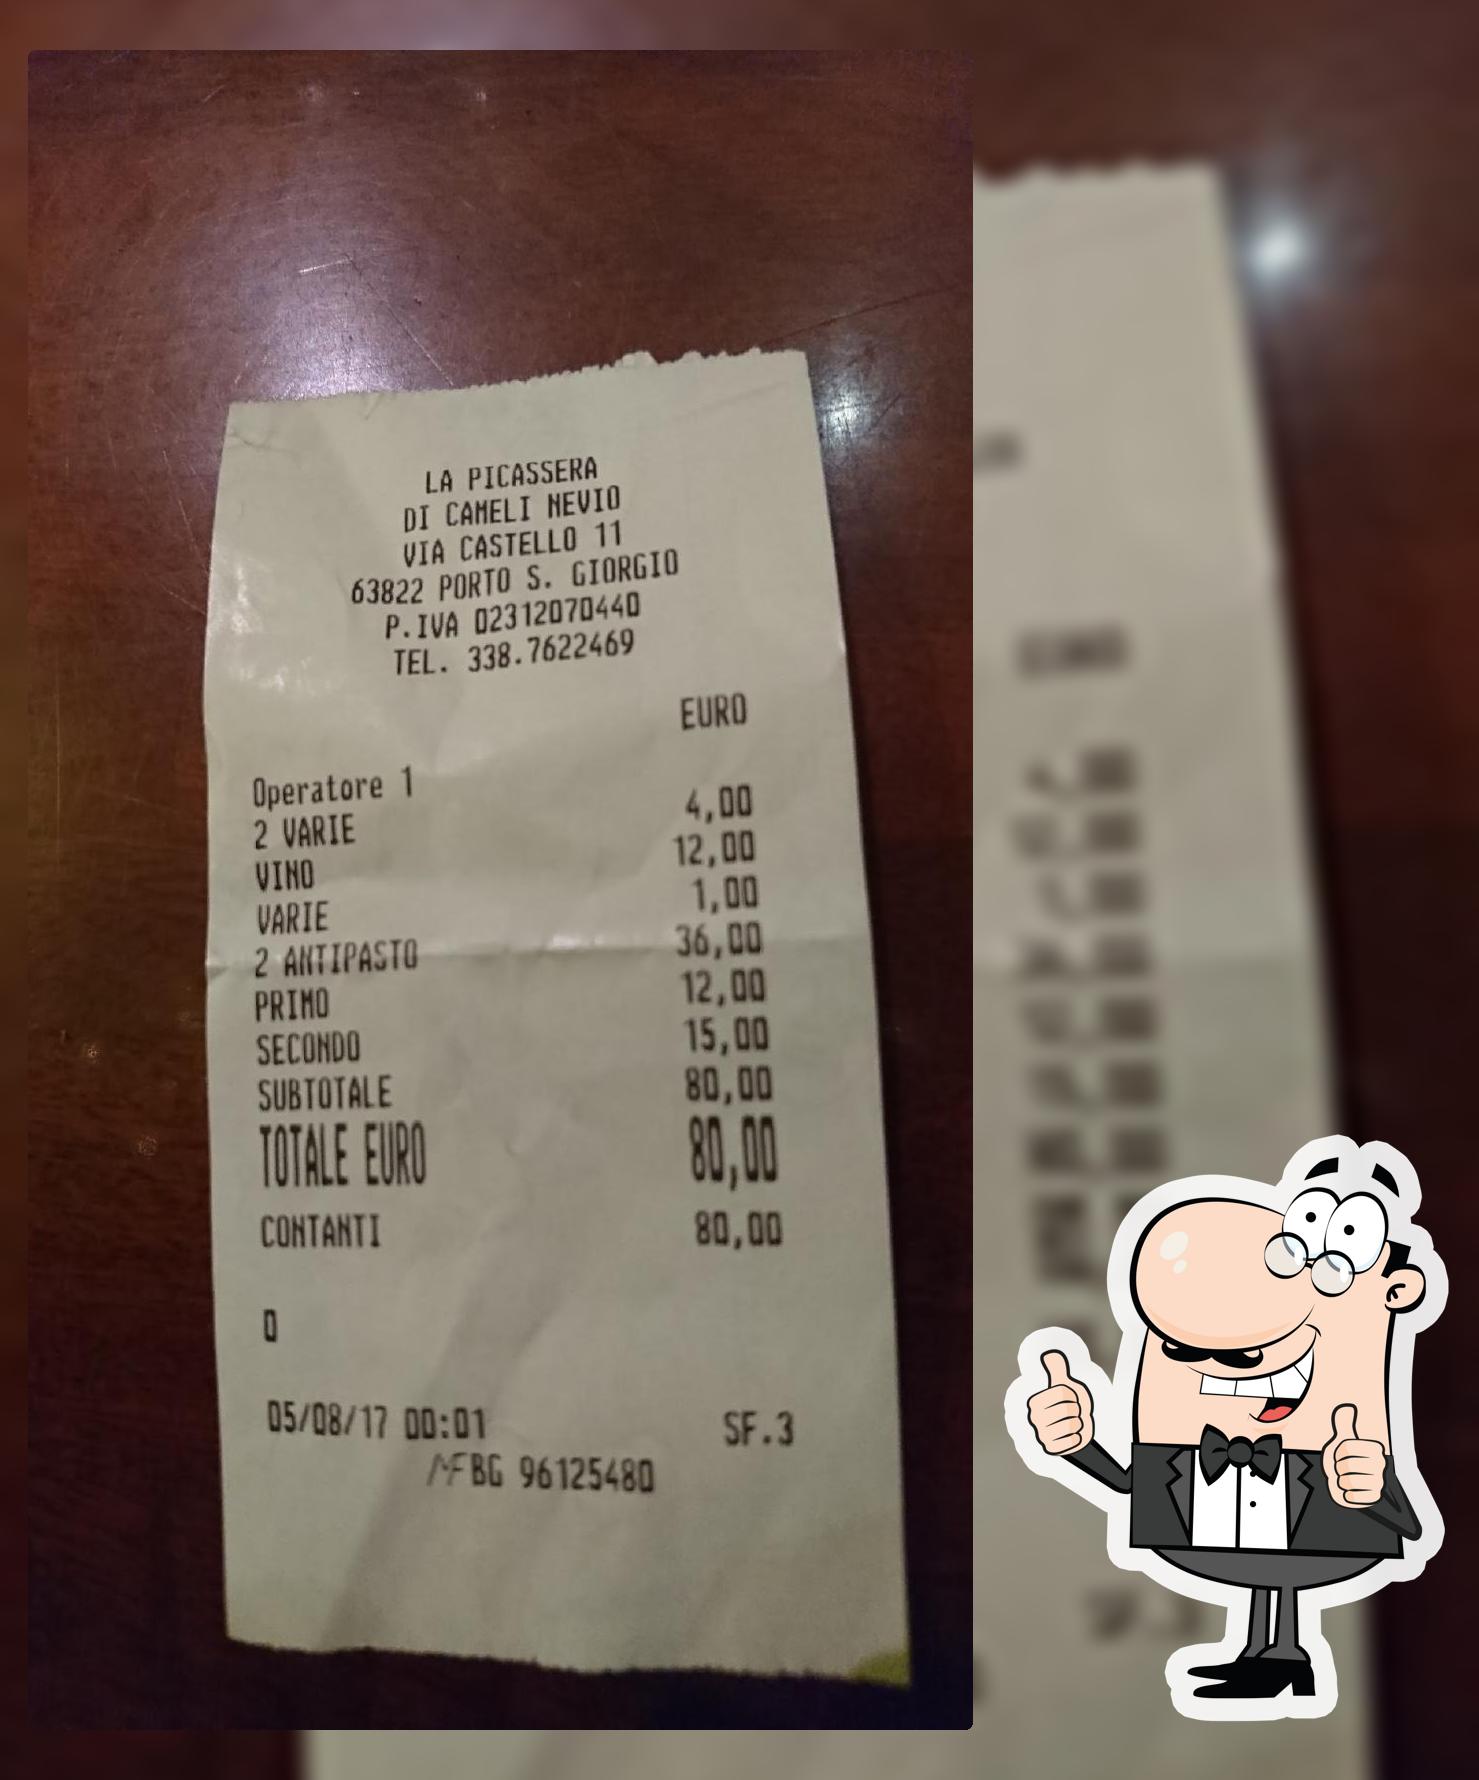 LA PICASSERA
DI CAMELI NEVIO
VIA CASTELLO 11
63822 PORTO S. GIORGIO
P.IVA 02312070440
TEL. 338.7622469
EURO
Operatore 1
2 VARIE 4,00
VINO 12,00
VARIE 1,00
2 ANTIPASTO 36,00
PRIMO 12,00
SECONDO 15,00
SUBTOTALE 80,00
TOTALE EURO 80,00
CONTANTI 80,00
0
05/08/17 00:01 SF.3
MFBG 96125480